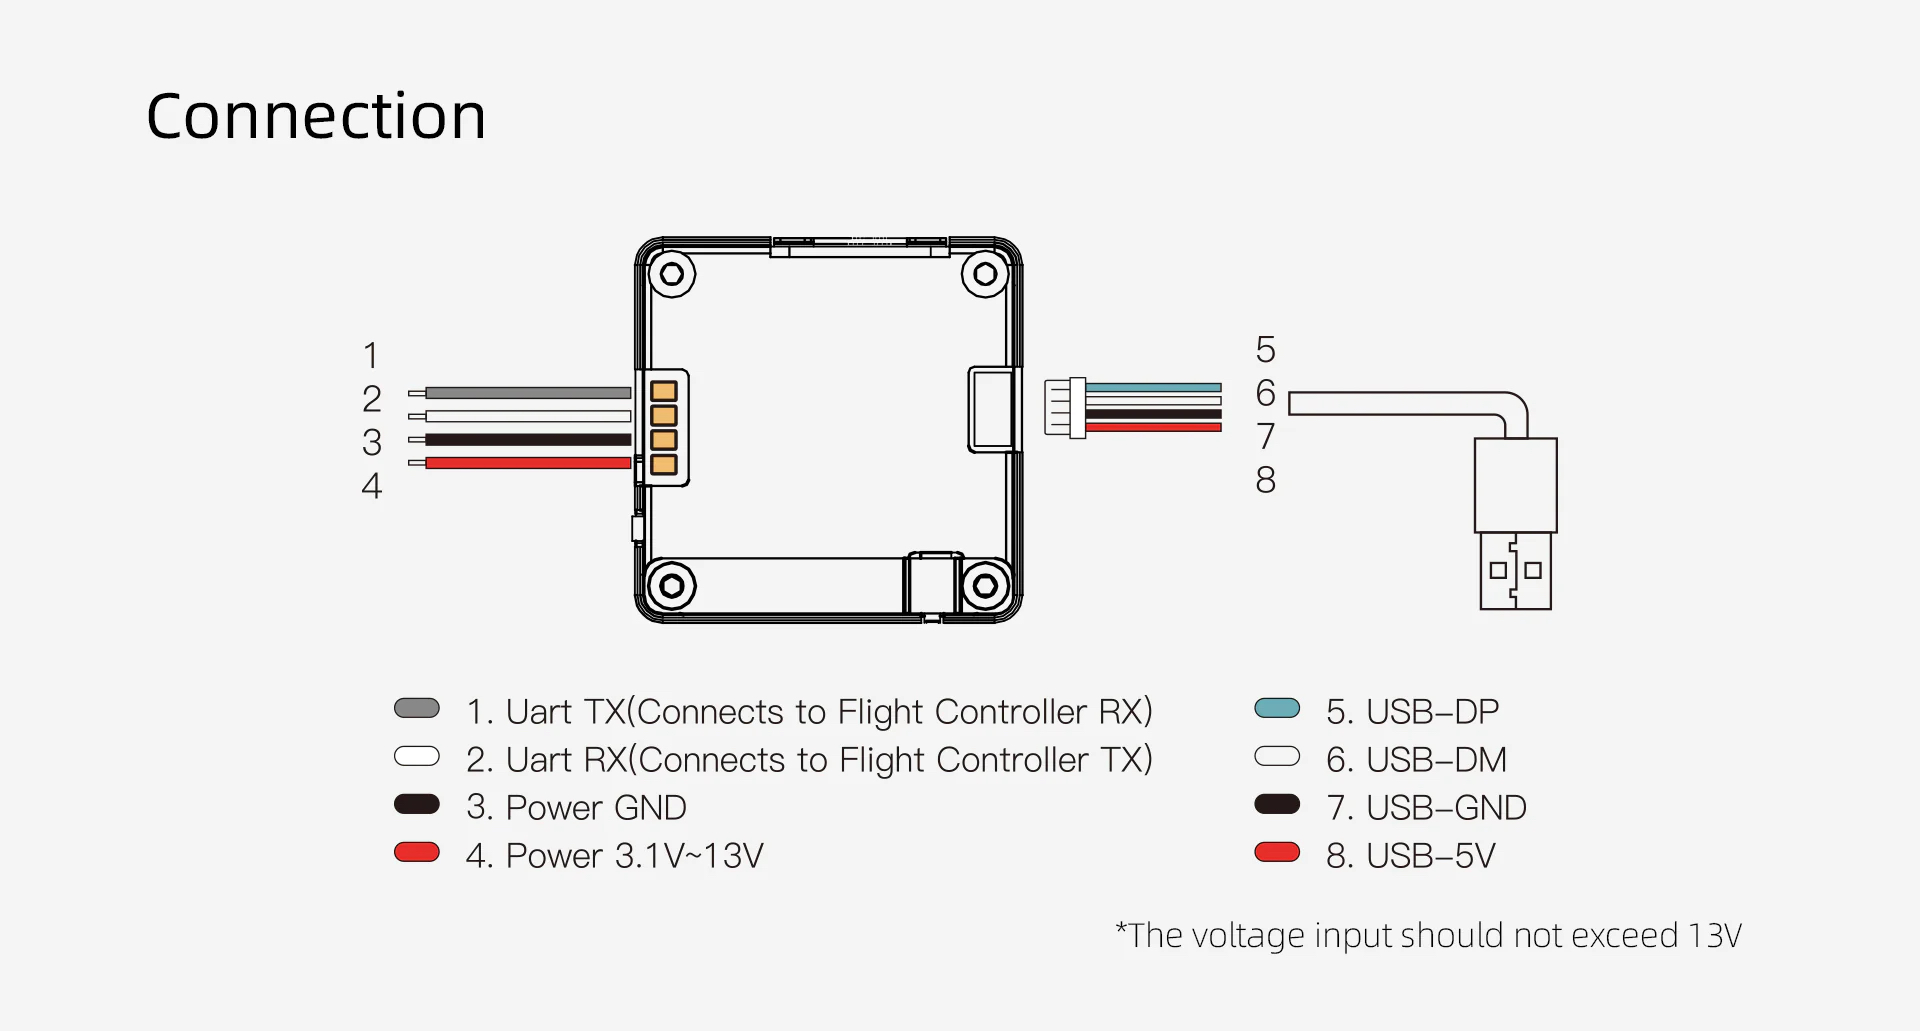 Connection
1
2
3
4
5
6
7
8
1. Uart TX(Connects to Flight Controller RX)
2. Uart RX(Connects to Flight Controller TX)
3. Power GND
4. Power 3.1V~13V
5. USB-DP
6. USB-DM
7. USB-GND
8. USB-5V
*The voltage input should not exceed 13V